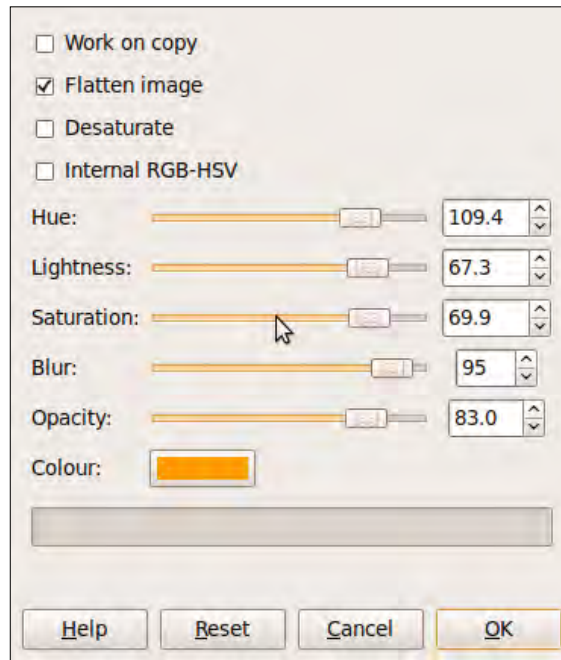 Work on copy
Flatten image
Desaturate
Internal RGB-HSV
Hue: 109.4
Lightness: 67.3
Saturation: 69.9
Blur: 95
Opacity: 83.0
Colour:
Help Reset Cancel OK